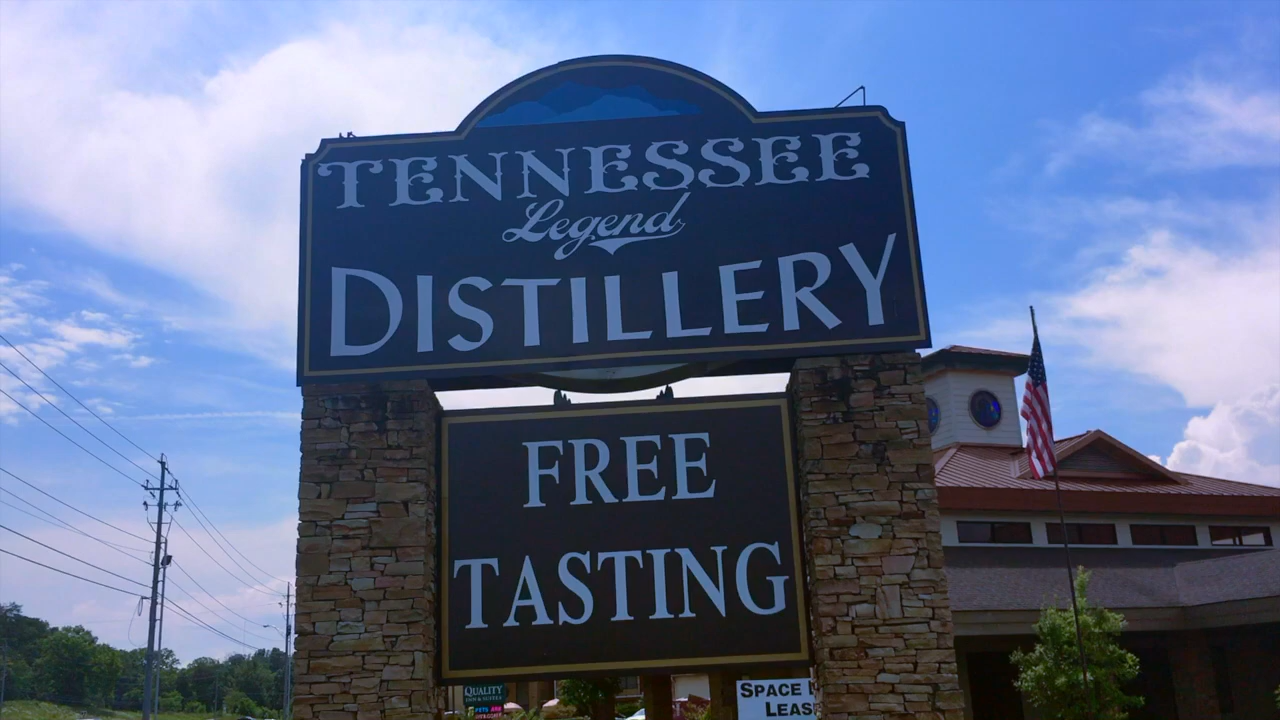 TENNESSEE
Legend
DISTILLERY
FREE
TASTING
QUALITY
SPACE
LEAS